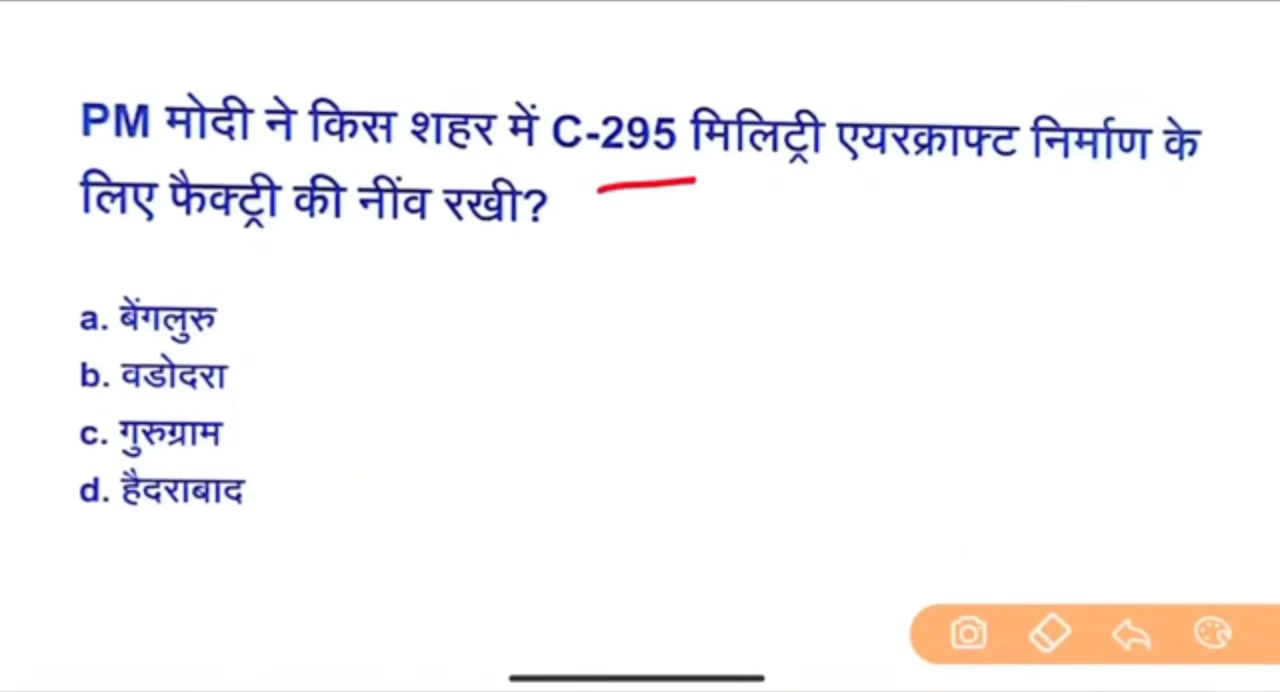 PM मोदी ने किस शहर में C-295 मिलिट्री एयरक्राफ्ट निर्माण के
लिए फैक्ट्री की नींव रखी?
a. बेंगलुरु
b. वडोदरा
c. गुरुग्राम
d. हैदराबाद